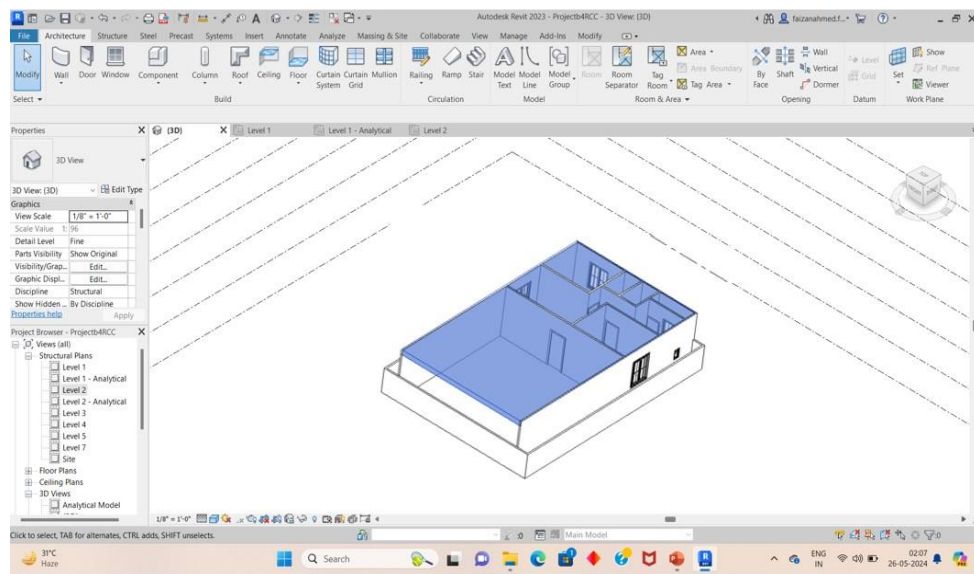 Autodesk Revit 2023 - Projectb4RCC - 3D View: {3D}
faizanahmed.f...
File Architecture Structure Steel Precast Systems Insert Annotate Analyze Massing & Site Collaborate View Manage Add-Ins Modify
Modify Wall Door Window Component Column Roof Ceiling Floor Curtain System Curtain Grid Mullion Railing Ramp Stair Model Text Model Line Model Group Room Room Separator Tag Room Area Area Boundary Tag Area By Face Shaft Wall Vertical Dormer Level Grid Set Show Ref Plane Viewer
Select Build Circulation Model Room & Area Opening Datum Work Plane
Properties
{3D} Level 1 Level 1 - Analytical Level 2
3D View
3D View: {3D} Edit Type
Graphics
View Scale 1/8" = 1'-0"
Scale Value 1: 96
Detail Level Fine
Parts Visibility Show Original
Visibility/Grap... Edit...
Graphic Displ... Edit...
Discipline Structural
Show Hidden ... By Discipline
Properties help Apply
Project Browser - Projectb4RCC
Views (all)
Structural Plans
Level 1
Level 1 - Analytical
Level 2
Level 2 - Analytical
Level 3
Level 4
Level 5
Level 7
Site
Floor Plans
Ceiling Plans
3D Views
Analytical Model
1/8" = 1'-0"
Click to select, TAB for alternates, CTRL adds, SHIFT unselects.
:0 Main Model
:0
31°C
Haze
Search
ENG
IN
02:07
26-05-2024